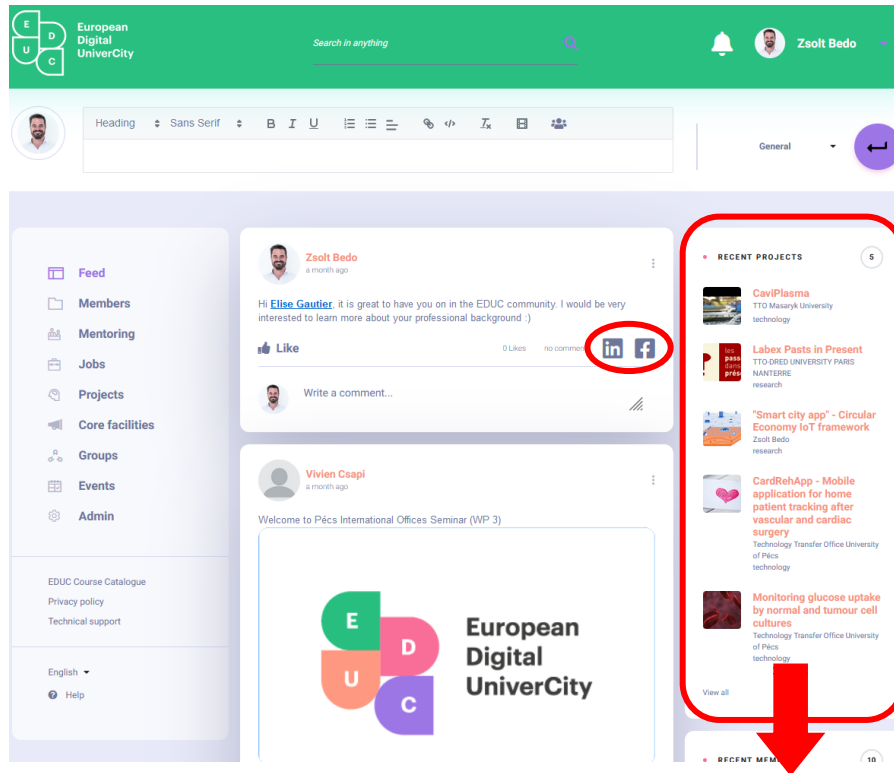 E
D
U
C
European
Digital
UniverCity
Search in anything
Zsolt Bedo
Heading
Sans Serif
B I U
General
Feed
Members
Mentoring
Jobs
Projects
Core facilities
Groups
Events
Admin
EDUC Course Catalogue
Privacy policy
Technical support
English
Help
Zsolt Bedo
a month ago
Hi Elise Gautier, it is great to have you on in the EDUC community. I would be very
interested to learn more about your professional background :)
Like
0 Likes
no comment
in f
Write a comment...
Vivien Csapi
a month ago
Welcome to Pécs International Offices Seminar (WP 3)
E
D
U
C
European
Digital
UniverCity
RECENT PROJECTS
5
CaviPlasma
TTO Masaryk University
technology
les
pass
dans
prés
Labex Pasts in Present
TTO-DRED UNIVERSITY PARIS
NANTERRE
research
"Smart city app" - Circular
Economy IoT framework
Zsolt Bedo
research
CardRehApp - Mobile
application for home
patient tracking after
vascular and cardiac
surgery
Technology Transfer Office University
of Pécs
technology
Monitoring glucose uptake
by normal and tumour cell
cultures
Technology Transfer Office University
of Pécs
technology
View all
RECENT MEM
10